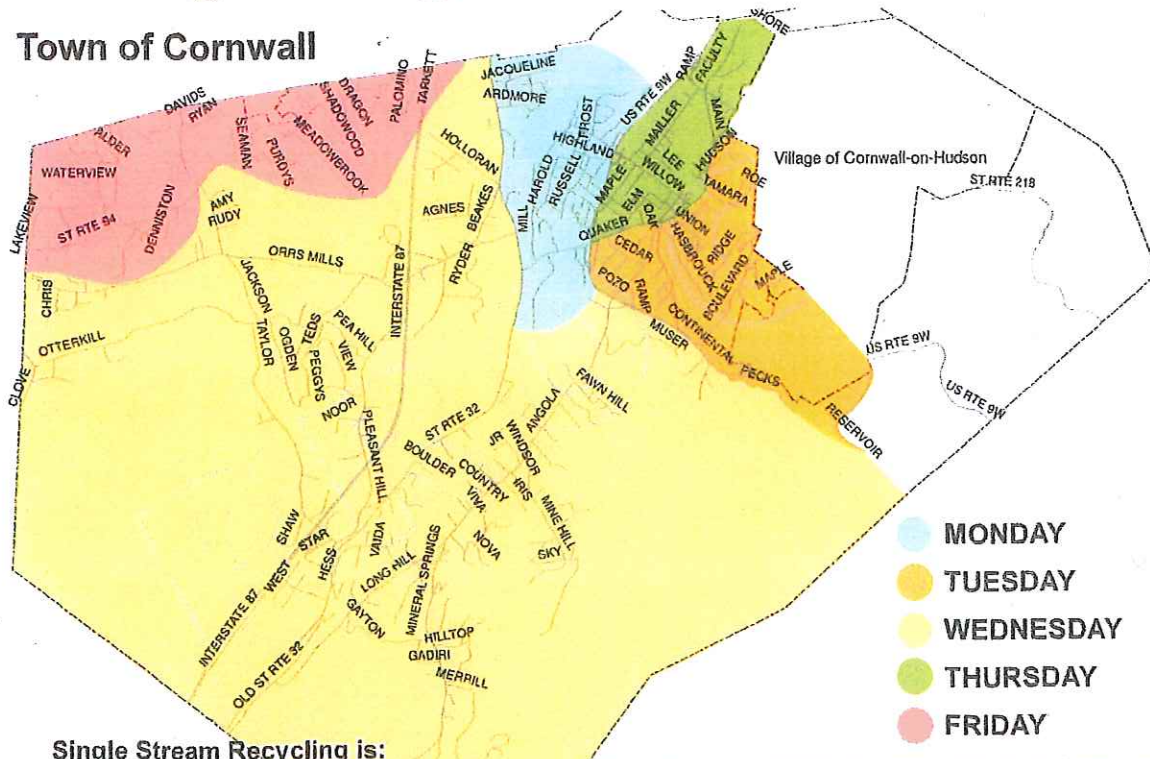 Town of Cornwall
SHORE
JACQUELINE
ARDMORE
US RTE 9W
RAMP
FACULTY
DAVIDS
RYAN
ALDER
SEAMAN
PURDYS
SHADOWOOD
DRAGON
MEADOWBROOK
PALOMINO
TARKETT
WATERVIEW
LAKEVIEW
ST RTE 94
DENNISTON
HOLLORAN
FROST
HIGHLAND
HAROLD
RUSSELL
MILL
MAILLER
MAIN
HUDSON
LEE
WILLOW
MAPLE
ELM
OAK
QUAKER
Village of Cornwall-on-Hudson
ST RTE 218
ROE
TAMARA
UNION
RIDGE
HASBROUCK
BOULEVARD
MAPLE
CEDAR
POZO
RAMP
MUSER
CONTINENTAL
PECKS
RESERVOIR
US RTE 9W
US RTE 9W
AMY
RUDY
AGNES
BEAKES
RYDER
ORRS MILLS
INTERSTATE 87
CHRIS
OTTERKILL
CLOVE
JACKSON
TAYLOR
OGDEN
TEDS
PEGGYS
PEA HILL
VIEW
NOOR
PLEASANT HILL
FAWN HILL
ANGOLA
ST RTE 32
JR
WINDSOR
BOULDER
COUNTRY
IRIS
VIVA
NOVA
MINE HILL
SKY
SHAW
STAR
WEST
HESS
VAIDA
LONG HILL
MINERAL SPRINGS
GAYTON
INTERSTATE 87
OLD ST RTE 32
HILLTOP
GADIRI
MERRILL
MONDAY
TUESDAY
WEDNESDAY
THURSDAY
FRIDAY
Single Stream Recycling is: